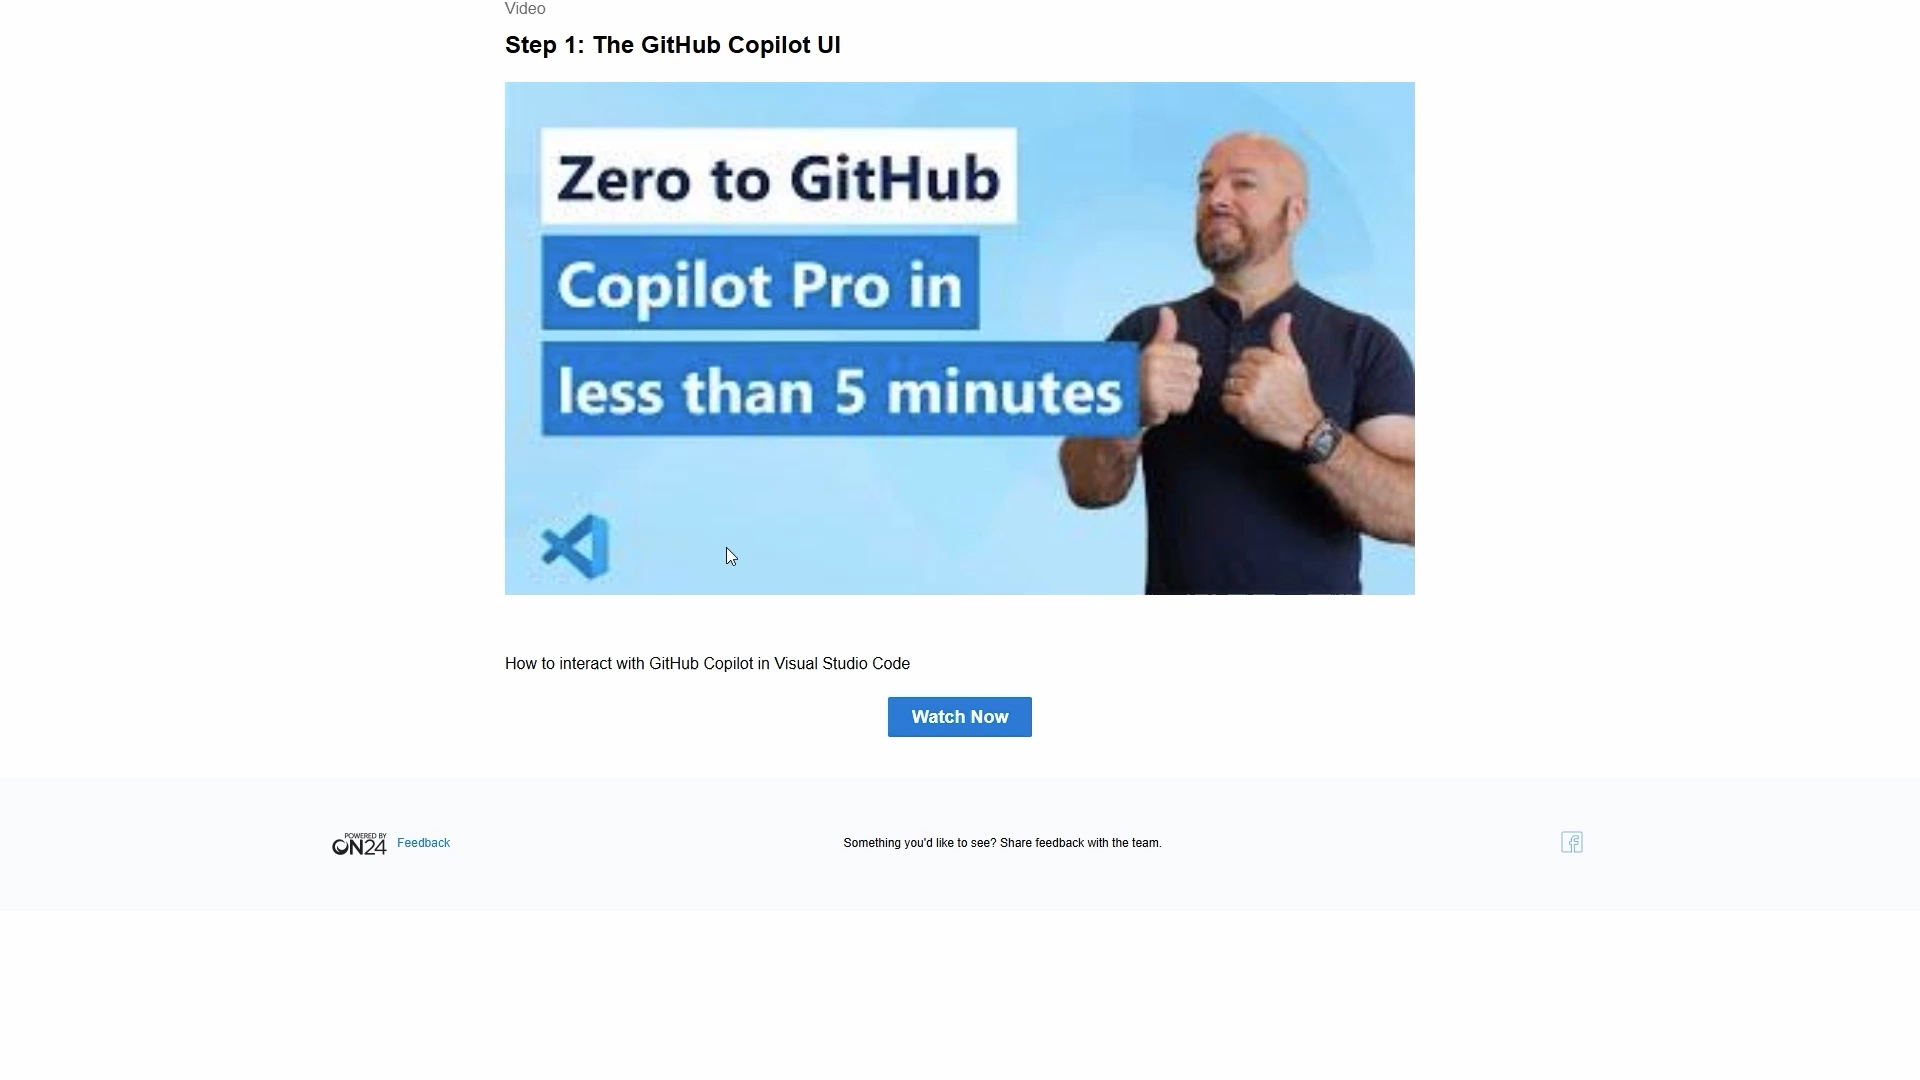 Video
Step 1: The GitHub Copilot UI
Zero to GitHub
Copilot Pro in
less than 5 minutes
How to interact with GitHub Copilot in Visual Studio Code
Watch Now
POWERED BY
ON24
Feedback
Something you'd like to see? Share feedback with the team.